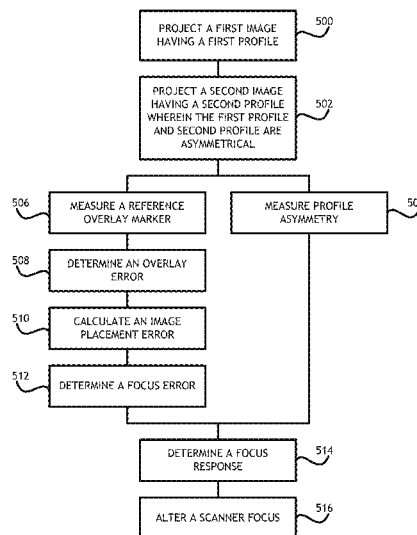 PROJECT A FIRST IMAGE
HAVING A FIRST PROFILE
500
PROJECT A SECOND IMAGE
HAVING A SECOND PROFILE
WHEREIN THE FIRST PROFILE
AND SECOND PROFILE ARE
ASYMMETRICAL
502
506
MEASURE A REFERENCE
OVERLAY MARKER
MEASURE PROFILE
ASYMMETRY
508
DETERMINE AN OVERLAY
ERROR
510
CALCULATE AN IMAGE
PLACEMENT ERROR
512
DETERMINE A FOCUS ERROR
DETERMINE A FOCUS
RESPONSE
514
ALTER A SCANNER FOCUS
516